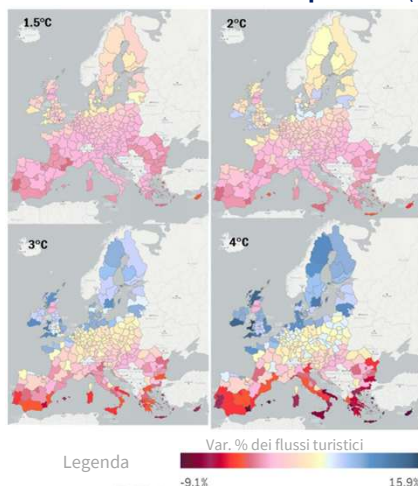 1.5°C
2°C
3°C
4°C
Var. % dei flussi turistici
Legenda
-9.1%
15.9%